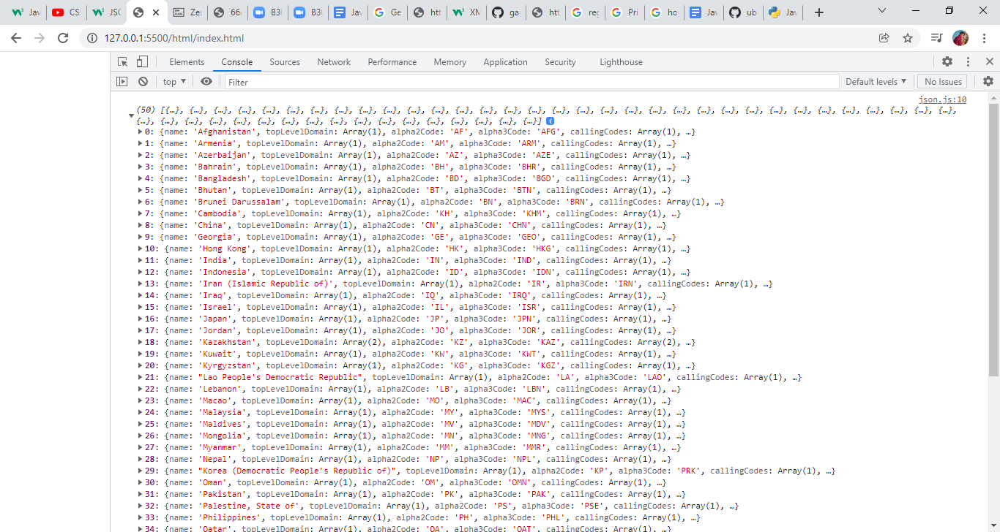 Jav CS JSC Zer 66c B3( B3( Jav Ge htt XM ga htt reg Pri ho Jav ub Jav
127.0.0.1:5500/html/index.html
Elements Console Sources Network Performance Memory Application Security Lighthouse
top ▼ Filter Default levels ▼ No Issues
json.js:10
(50) [{…}, {…}, {…}, {…}, {…}, {…}, {…}, {…}, {…}, {…}, {…}, {…}, {…}, {…}, {…}, {…}, {…}, {…}, {…}, {…}, {…}, {…}, {…}, {…}, {…}, {…}, {…}, {…}, {…}, {…}, {…}, {…}, {…},
{…}, {…}, {…}, {…}, {…}, {…}, {…}, {…}, {…}, {…}, {…}, {…}, {…}, {…}, {…}, {…}, {…}] i
0: {name: 'Afghanistan', topLevelDomain: Array(1), alpha2Code: 'AF', alpha3Code: 'AFG', callingCodes: Array(1), …}
1: {name: 'Armenia', topLevelDomain: Array(1), alpha2Code: 'AM', alpha3Code: 'ARM', callingCodes: Array(1), …}
2: {name: 'Azerbaijan', topLevelDomain: Array(1), alpha2Code: 'AZ', alpha3Code: 'AZE', callingCodes: Array(1), …}
3: {name: 'Bahrain', topLevelDomain: Array(1), alpha2Code: 'BH', alpha3Code: 'BHR', callingCodes: Array(1), …}
4: {name: 'Bangladesh', topLevelDomain: Array(1), alpha2Code: 'BD', alpha3Code: 'BGD', callingCodes: Array(1), …}
5: {name: 'Bhutan', topLevelDomain: Array(1), alpha2Code: 'BT', alpha3Code: 'BTN', callingCodes: Array(1), …}
6: {name: 'Brunei Darussalam', topLevelDomain: Array(1), alpha2Code: 'BN', alpha3Code: 'BRN', callingCodes: Array(1), …}
7: {name: 'Cambodia', topLevelDomain: Array(1), alpha2Code: 'KH', alpha3Code: 'KHM', callingCodes: Array(1), …}
8: {name: 'China', topLevelDomain: Array(1), alpha2Code: 'CN', alpha3Code: 'CHN', callingCodes: Array(1), …}
9: {name: 'Georgia', topLevelDomain: Array(1), alpha2Code: 'GE', alpha3Code: 'GEO', callingCodes: Array(1), …}
10: {name: 'Hong Kong', topLevelDomain: Array(1), alpha2Code: 'HK', alpha3Code: 'HKG', callingCodes: Array(1), …}
11: {name: 'India', topLevelDomain: Array(1), alpha2Code: 'IN', alpha3Code: 'IND', callingCodes: Array(1), …}
12: {name: 'Indonesia', topLevelDomain: Array(1), alpha2Code: 'ID', alpha3Code: 'IDN', callingCodes: Array(1), …}
13: {name: 'Iran (Islamic Republic of)', topLevelDomain: Array(1), alpha2Code: 'IR', alpha3Code: 'IRN', callingCodes: Array(1), …}
14: {name: 'Iraq', topLevelDomain: Array(1), alpha2Code: 'IQ', alpha3Code: 'IRQ', callingCodes: Array(1), …}
15: {name: 'Israel', topLevelDomain: Array(1), alpha2Code: 'IL', alpha3Code: 'ISR', callingCodes: Array(1), …}
16: {name: 'Japan', topLevelDomain: Array(1), alpha2Code: 'JP', alpha3Code: 'JPN', callingCodes: Array(1), …}
17: {name: 'Jordan', topLevelDomain: Array(1), alpha2Code: 'JO', alpha3Code: 'JOR', callingCodes: Array(1), …}
18: {name: 'Kazakhstan', topLevelDomain: Array(2), alpha2Code: 'KZ', alpha3Code: 'KAZ', callingCodes: Array(2), …}
19: {name: 'Kuwait', topLevelDomain: Array(1), alpha2Code: 'KW', alpha3Code: 'KWT', callingCodes: Array(1), …}
20: {name: 'Kyrgyzstan', topLevelDomain: Array(1), alpha2Code: 'KG', alpha3Code: 'KGZ', callingCodes: Array(1), …}
21: {name: "Lao People's Democratic Republic", topLevelDomain: Array(1), alpha2Code: 'LA', alpha3Code: 'LAO', callingCodes: Array(1), …}
22: {name: 'Lebanon', topLevelDomain: Array(1), alpha2Code: 'LB', alpha3Code: 'LBN', callingCodes: Array(1), …}
23: {name: 'Macao', topLevelDomain: Array(1), alpha2Code: 'MO', alpha3Code: 'MAC', callingCodes: Array(1), …}
24: {name: 'Malaysia', topLevelDomain: Array(1), alpha2Code: 'MY', alpha3Code: 'MYS', callingCodes: Array(1), …}
25: {name: 'Maldives', topLevelDomain: Array(1), alpha2Code: 'MV', alpha3Code: 'MDV', callingCodes: Array(1), …}
26: {name: 'Mongolia', topLevelDomain: Array(1), alpha2Code: 'MN', alpha3Code: 'MNG', callingCodes: Array(1), …}
27: {name: 'Myanmar', topLevelDomain: Array(1), alpha2Code: 'MM', alpha3Code: 'MMR', callingCodes: Array(1), …}
28: {name: 'Nepal', topLevelDomain: Array(1), alpha2Code: 'NP', alpha3Code: 'NPL', callingCodes: Array(1), …}
29: {name: "Korea (Democratic People's Republic of)", topLevelDomain: Array(1), alpha2Code: 'KP', alpha3Code: 'PRK', callingCodes: Array(1), …}
30: {name: 'Oman', topLevelDomain: Array(1), alpha2Code: 'OM', alpha3Code: 'OMN', callingCodes: Array(1), …}
31: {name: 'Pakistan', topLevelDomain: Array(1), alpha2Code: 'PK', alpha3Code: 'PAK', callingCodes: Array(1), …}
32: {name: 'Palestine, State of', topLevelDomain: Array(1), alpha2Code: 'PS', alpha3Code: 'PSE', callingCodes: Array(1), …}
33: {name: 'Philippines', topLevelDomain: Array(1), alpha2Code: 'PH', alpha3Code: 'PHL', callingCodes: Array(1), …}
34: {name: 'Qatar', topLevelDomain: Array(1), alpha2Code: 'QA', alpha3Code: 'QAT', callingCodes: Array(1), …}